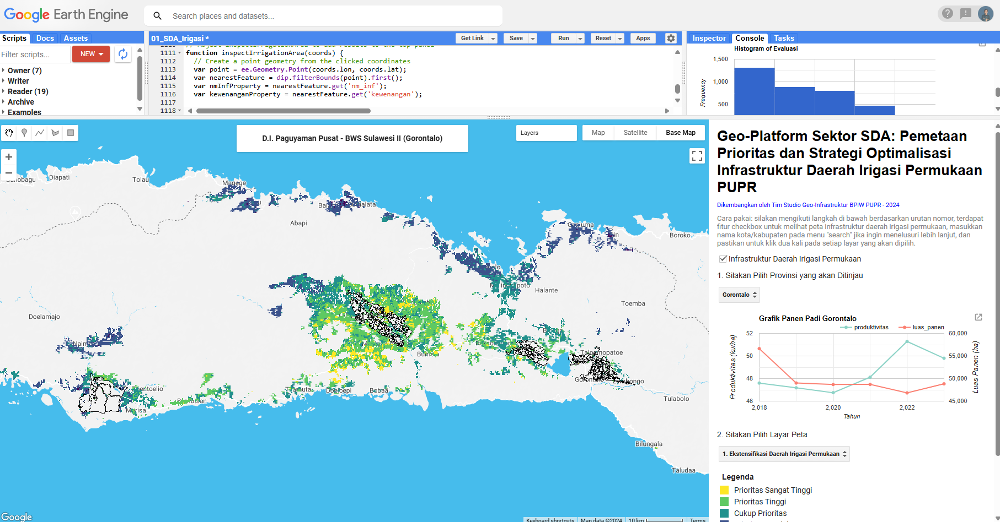 Google Earth Engine
Search places and datasets...
Scripts
Docs
Assets
Filter scripts...
NEW
Owner (7)
Writer
Reader (19)
Archive
Examples
01_SDA_Irigasi *
Get Link
Save
Run
Reset
Apps
1111 function inspectIrrigationArea(coords) {
1112 // Create a point geometry from the clicked coordinates
1113 var point = ee.Geometry.Point(coords.lon, coords.lat);
1114 var nearestFeature = dip.filterBounds(point).first();
1115 var nmInfProperty = nearestFeature.get('nm_inf');
1116 var kewenanganProperty = nearestFeature.get('kewenangan');
1117
1118
Inspector
Console
Tasks
Histogram of Evaluasi
1,500
1,000
500
Frequency
D.I. Paguyaman Pusat - BWS Sulawesi II (Gorontalo)
Layers
Map
Satellite
Base Map
Diapati
Tolau
Magege
Abapi
Boroko
Halante
Toemba
Doelamajo
Tulabolo
Bilungala
Taludaa
Marisa
Bobaa
Google
Keyboard shortcuts
Map data ©2024
10 km
Terms
Geo-Platform Sektor SDA: Pemetaan
Prioritas dan Strategi Optimalisasi
Infrastruktur Daerah Irigasi Permukaan
PUPR
Dikembangkan oleh Tim Studio Geo-Infrastruktur BPIW PUPR - 2024
Cara pakai: silakan mengikuti langkah di bawah berdasarkan urutan nomor, terdapat
fitur checkbox untuk melihat peta infrastruktur daerah irigasi permukaan, masukkan
nama kota/kabupaten pada menu "search" jika ingin menelusuri lebih lanjut, dan
pastikan untuk klik dua kali pada setiap layar yang akan dipilih.
Infrastruktur Daerah Irigasi Permukaan
1. Silakan Pilih Provinsi yang akan Ditinjau
Gorontalo
Grafik Panen Padi Gorontalo
produktivitas
luas_panen
52
50
48
46
Produktivitas (ku/ha)
60,000
55,000
50,000
45,000
Luas Panen (ha)
2,018
2,020
2,022
Tahun
2. Silakan Pilih Layar Peta
1. Ekstensifikasi Daerah Irigasi Permukaan
Legenda
Prioritas Sangat Tinggi
Prioritas Tinggi
Cukup Prioritas